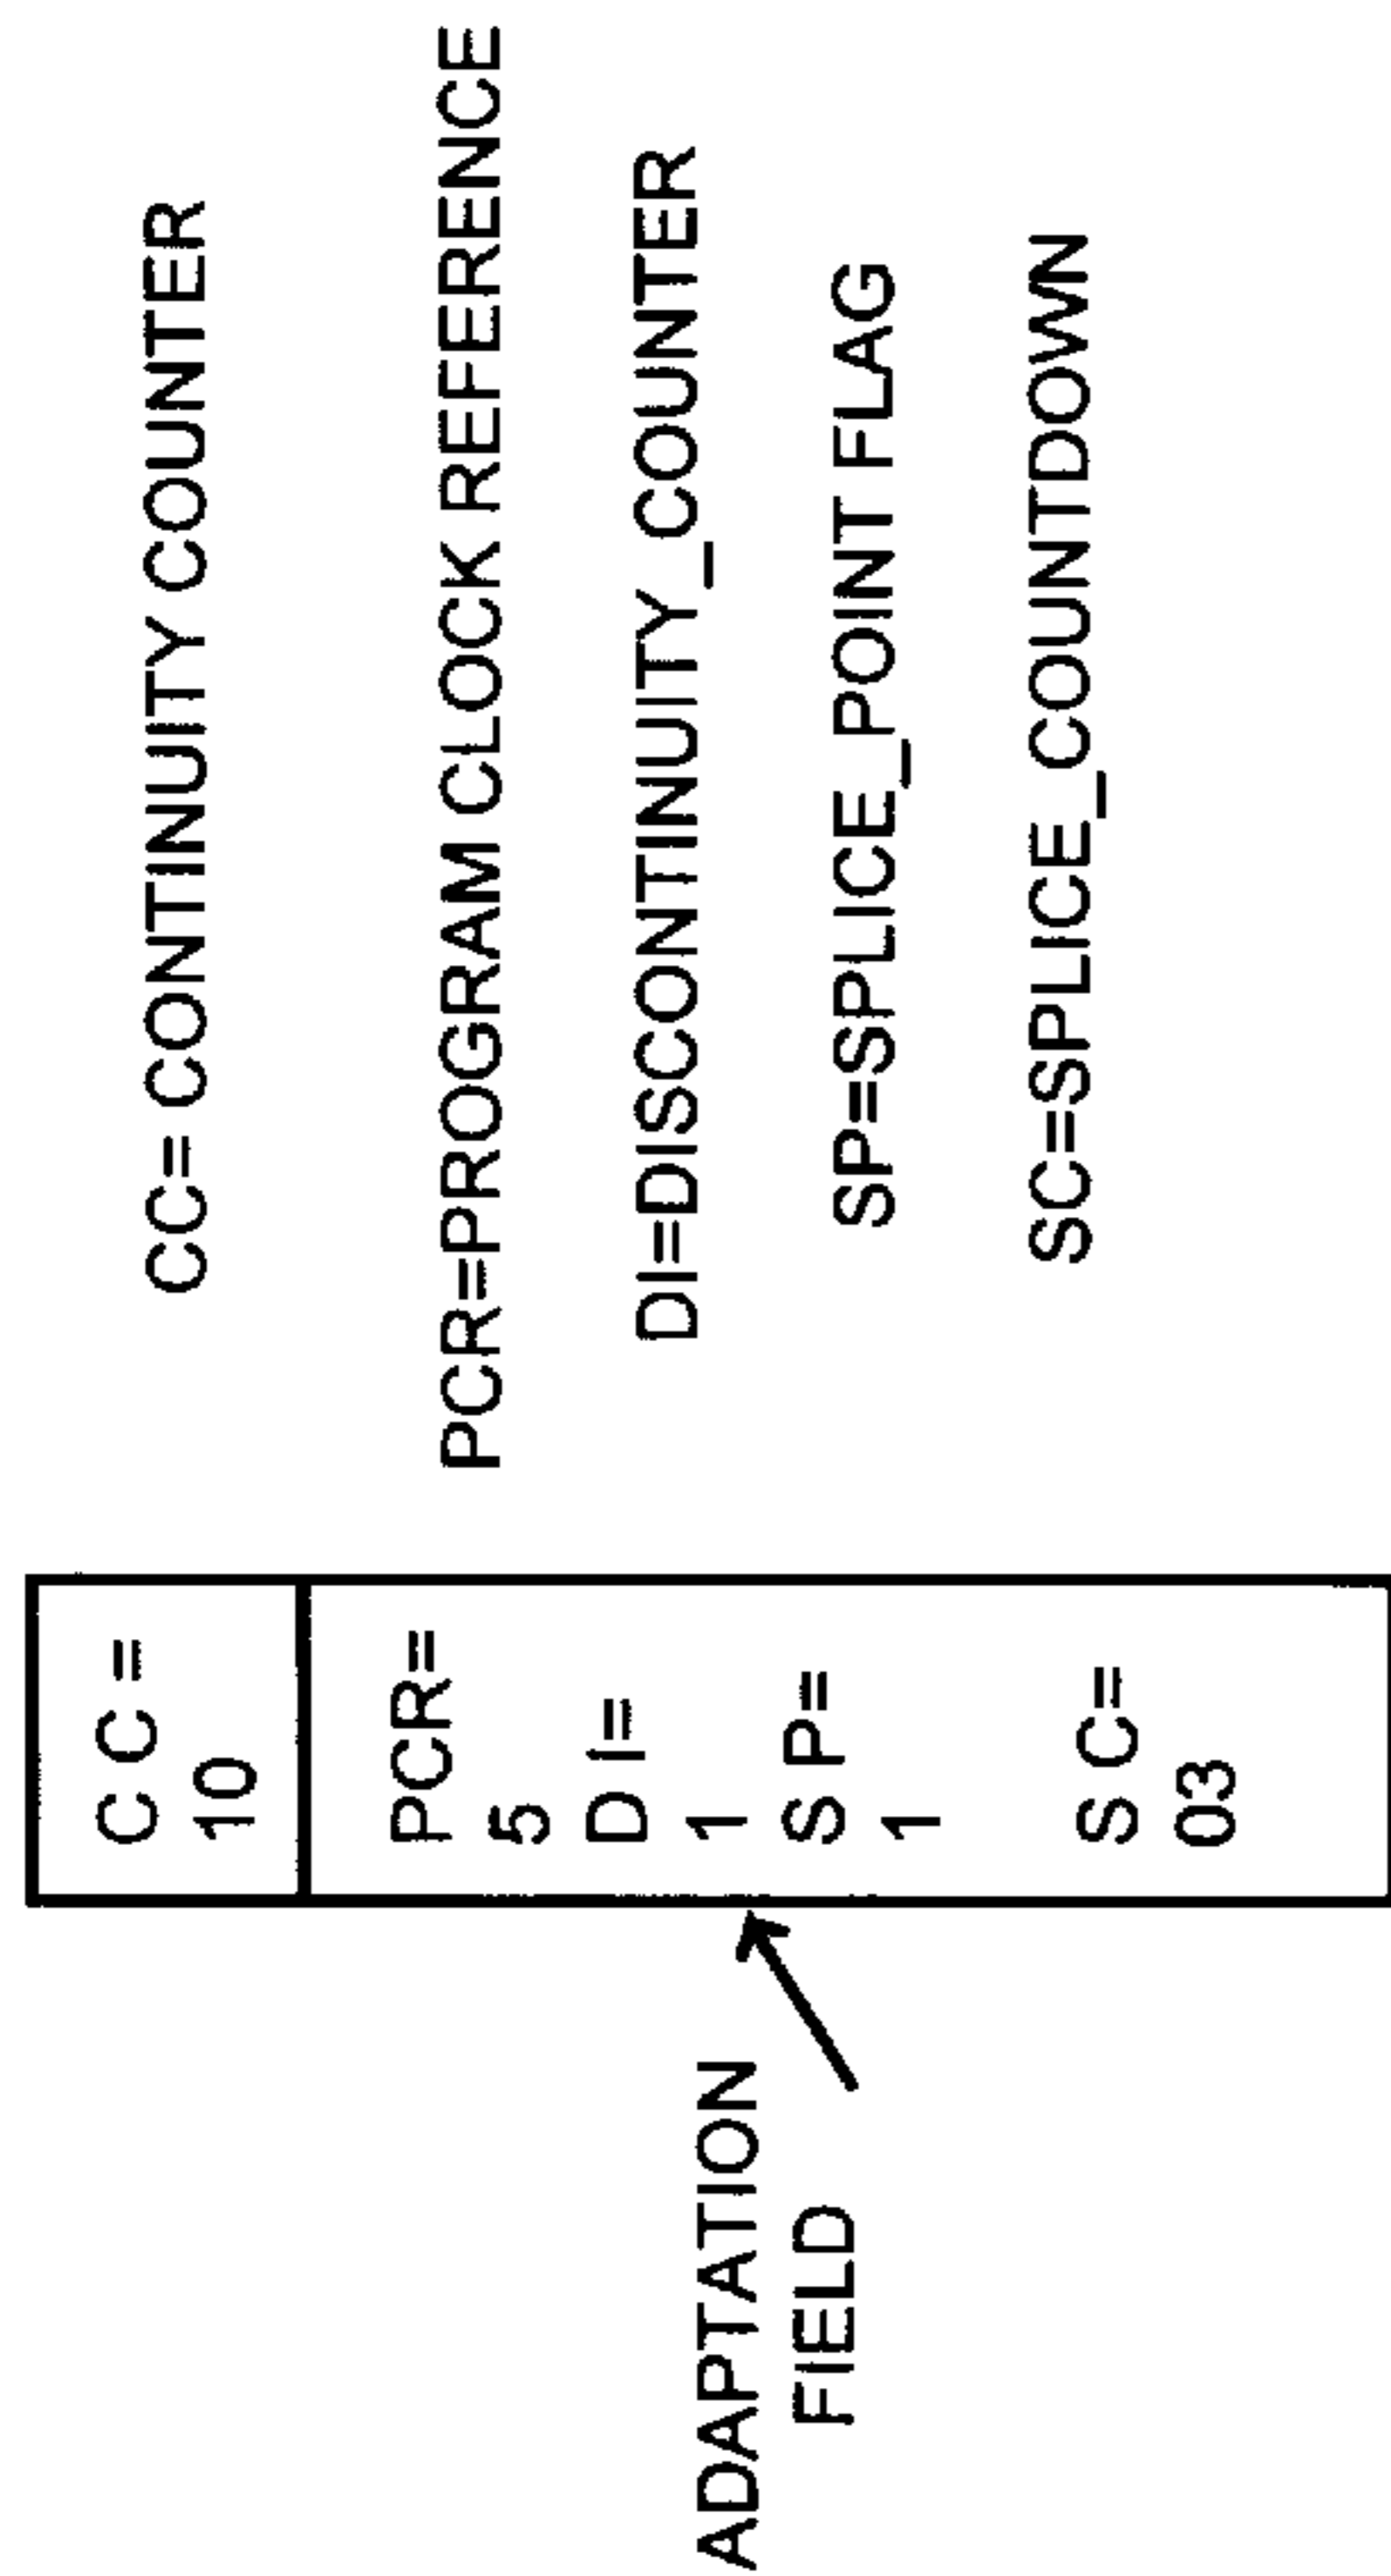 C C =
10
PCR=
5
D I=
1
S P=
1
S C=
03
ADAPTATION
FIELD
CC= CONTINUITY COUNTER
PCR=PROGRAM CLOCK REFERENCE
DI=DISCONTINUITY_COUNTER
SP=SPLICE_POINT FLAG
SC=SPLICE_COUNTDOWN